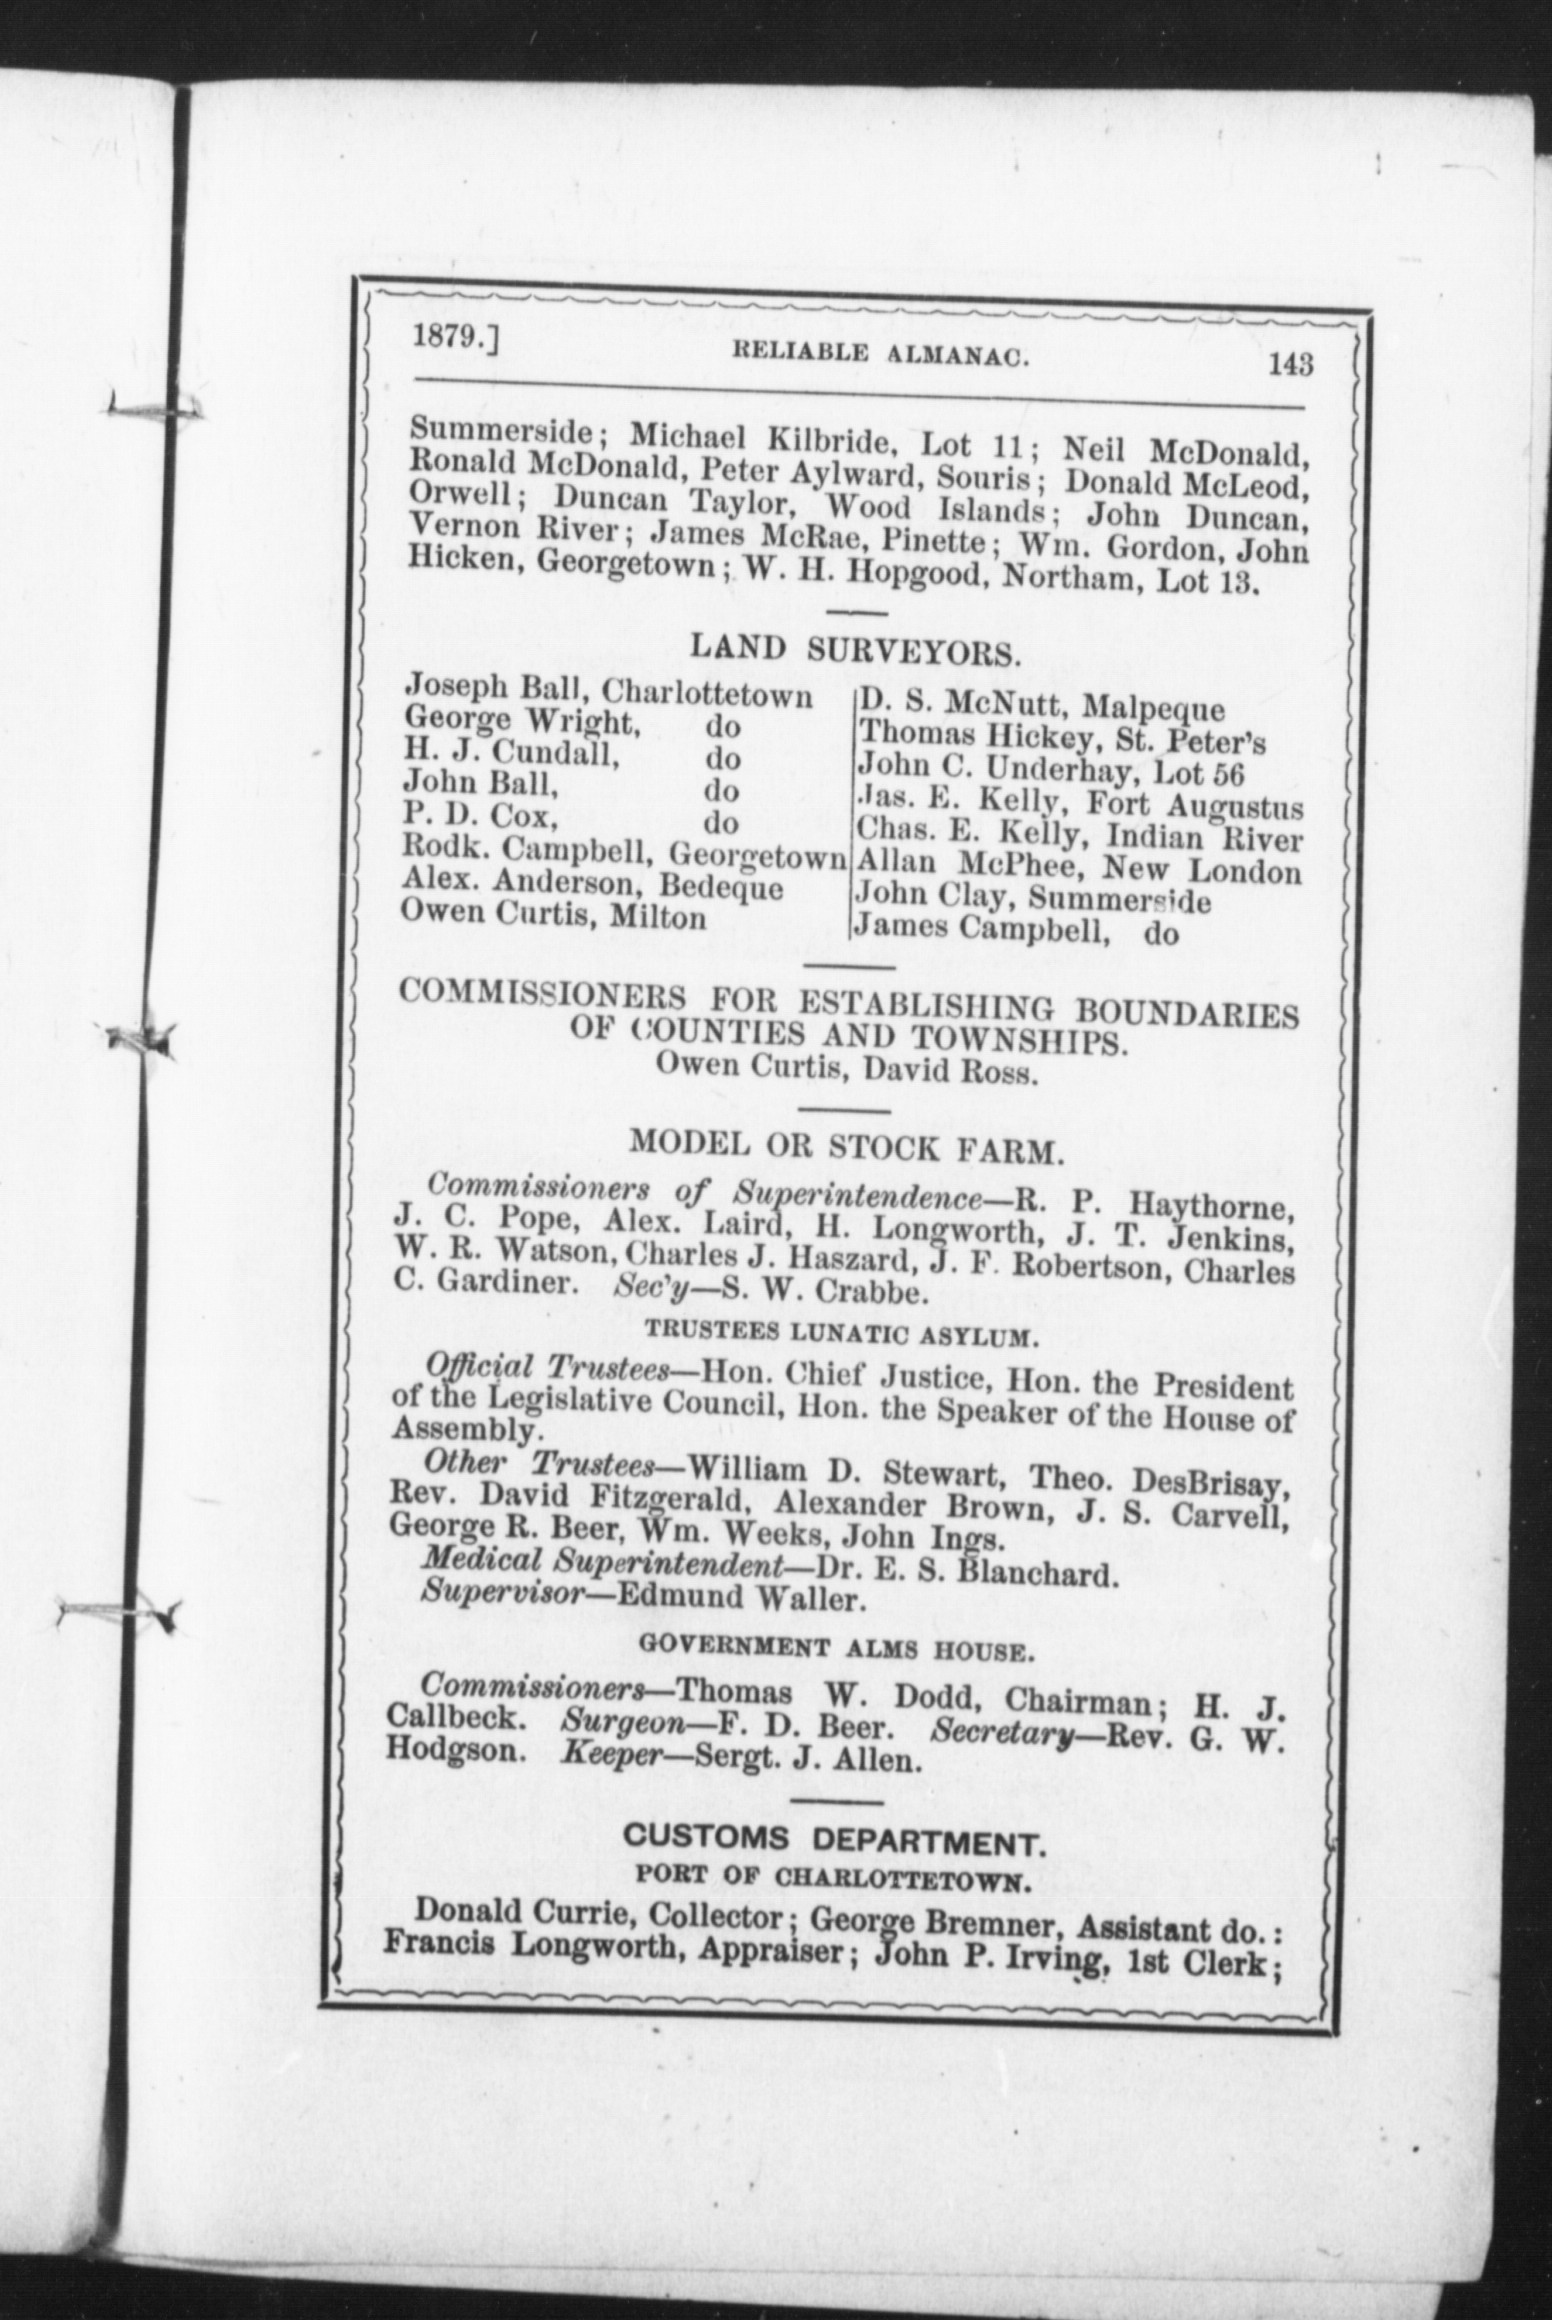 1879.] RELIABLE ALMANAC. 143
Summerside; Michael Kilbride, Lot 11; Neil McDonald,
Ronald McDonald, Peter Aylward, Souris; Donald McLeod,
Orwell; Duncan Taylor, Wood Islands; John Duncan,
Vernon River; James McRae, Pinette; Wm. Gordon, John
Hicken, Georgetown; W. H. Hopgood, Northam, Lot 13.
LAND SURVEYORS.
Joseph Ball, Charlottetown
George Wright, do
H. J. Cundall, do
John Ball, do
P. D. Cox, do
Rodk. Campbell, Georgetown
Alex. Anderson, Bedeque
Owen Curtis, Milton
D. S. McNutt, Malpeque
Thomas Hickey, St. Peter's
John C. Underhay, Lot 56
Jas. E. Kelly, Fort Augustus
Chas. E. Kelly, Indian River
Allan McPhee, New London
John Clay, Summerside
James Campbell, do
COMMISSIONERS FOR ESTABLISHING BOUNDARIES
OF COUNTIES AND TOWNSHIPS.
Owen Curtis, David Ross.
MODEL OR STOCK FARM.
Commissioners of Superintendence—R. P. Haythorne,
J. C. Pope, Alex. Laird, H. Longworth, J. T. Jenkins,
W. R. Watson, Charles J. Haszard, J. F. Robertson, Charles
C. Gardiner. Sec'y—S. W. Crabbe.
TRUSTEES LUNATIC ASYLUM.
Official Trustees—Hon. Chief Justice, Hon. the President
of the Legislative Council, Hon. the Speaker of the House of
Assembly.
Other Trustees—William D. Stewart, Theo. DesBrisay,
Rev. David Fitzgerald, Alexander Brown, J. S. Carvell,
George R. Beer, Wm. Weeks, John Ings.
Medical Superintendent—Dr. E. S. Blanchard.
Supervisor—Edmund Waller.
GOVERNMENT ALMS HOUSE.
Commissioners—Thomas W. Dodd, Chairman; H. J.
Callbeck. Surgeon—F. D. Beer. Secretary—Rev. G. W.
Hodgson. Keeper—Sergt. J. Allen.
CUSTOMS DEPARTMENT.
PORT OF CHARLOTTETOWN.
Donald Currie, Collector; George Bremner, Assistant do.:
Francis Longworth, Appraiser; John P. Irving, 1st Clerk;